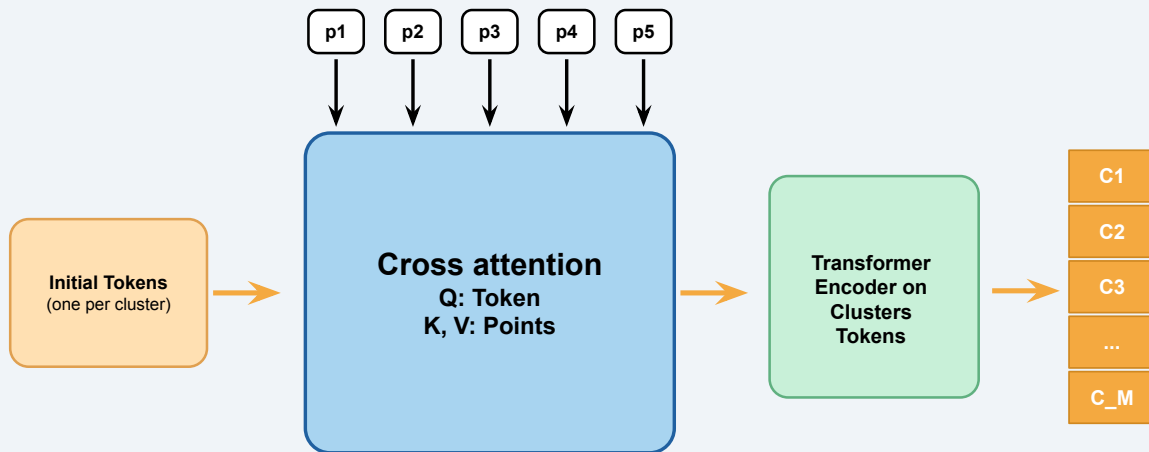 p1 p2 p3 p4 p5
Initial Tokens
(one per cluster)
Cross attention
Q: Token
K, V: Points
Transformer
Encoder on
Clusters
Tokens
C1
C2
C3
...
C_M